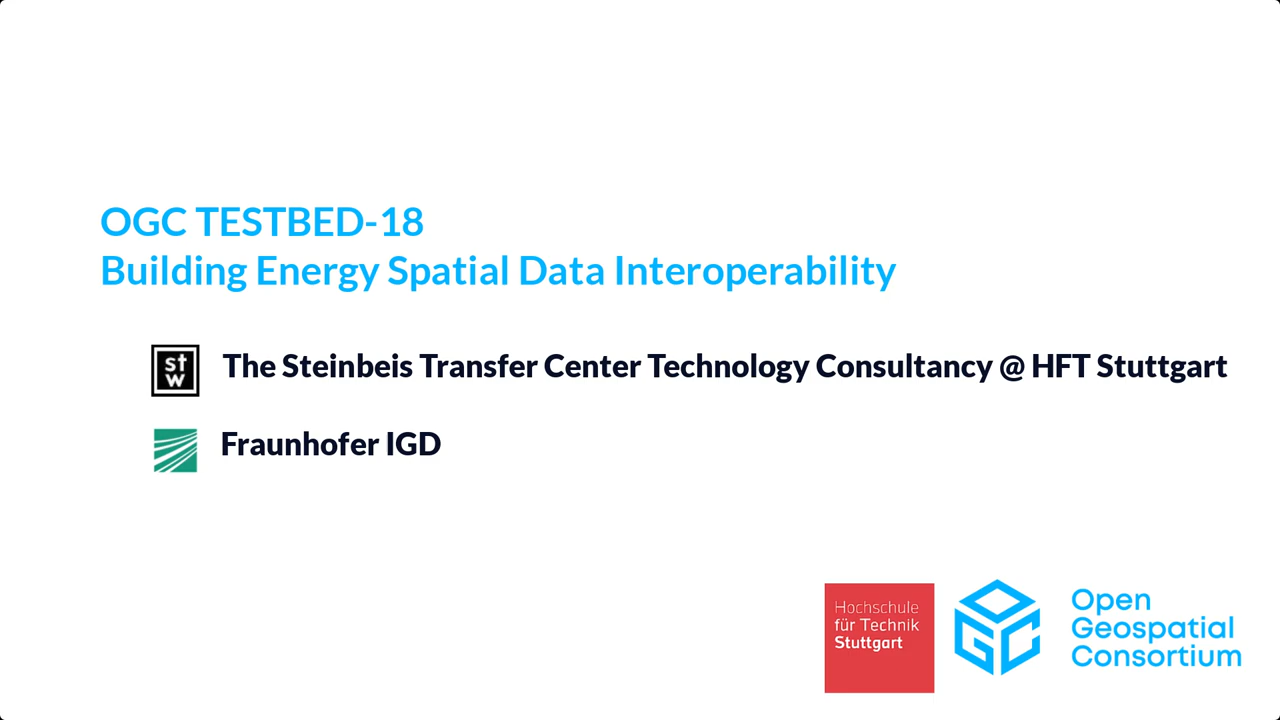 OGC TESTBED-18
Building Energy Spatial Data Interoperability
st
W
The Steinbeis Transfer Center Technology Consultancy @ HFT Stuttgart
Fraunhofer IGD
Hochschule
für Technik
Stuttgart
OGC
Open
Geospatial
Consortium